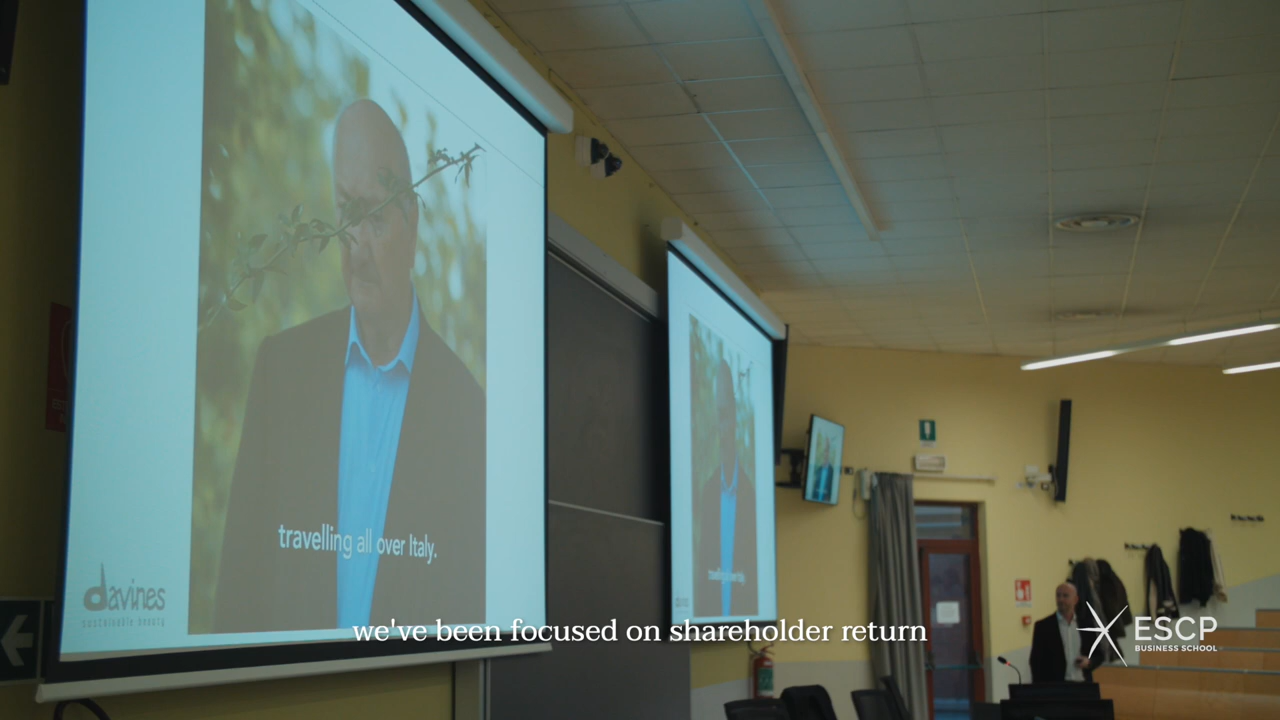 travelling all over Italy.
davines
sustainable beauty
we've been focused on shareholder return
ESCP
BUSINESS SCHOOL